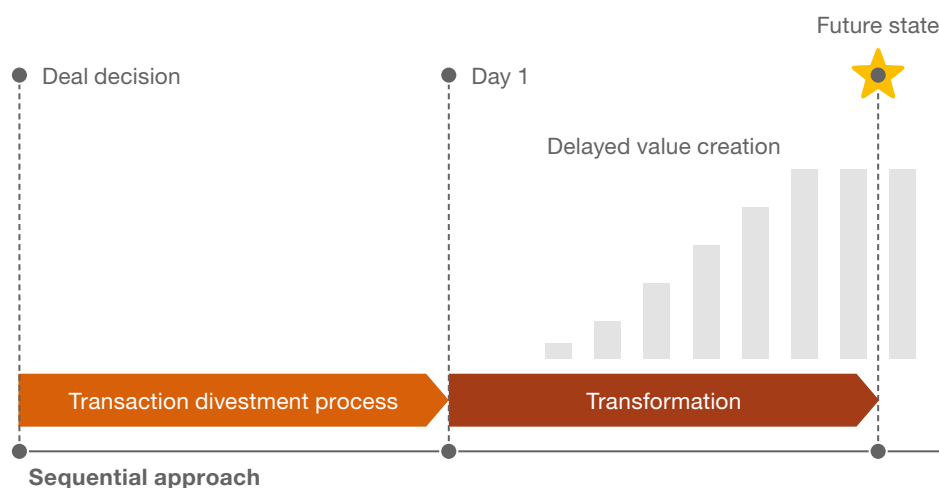 Future state
Deal decision
Day 1
Delayed value creation
Transaction divestment process
Transformation
Sequential approach